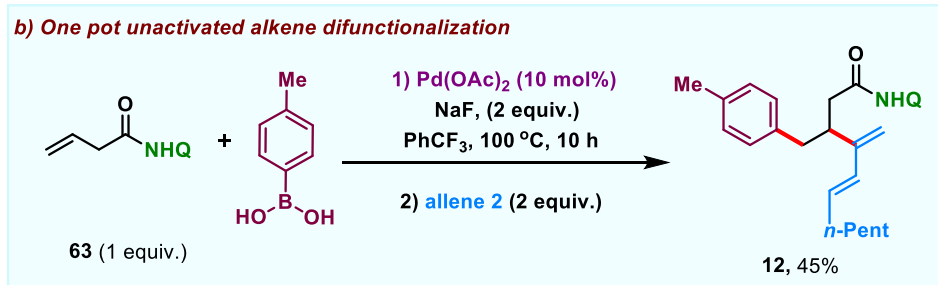 b) One pot unactivated alkene difunctionalization
O
NHQ
63 (1 equiv.)
+
Me
B
HO
OH
1) Pd(OAc)2 (10 mol%)
NaF, (2 equiv.)
PhCF3, 100 °C, 10 h
2) allene 2 (2 equiv.)
Me
O
NHQ
n-Pent
12, 45%